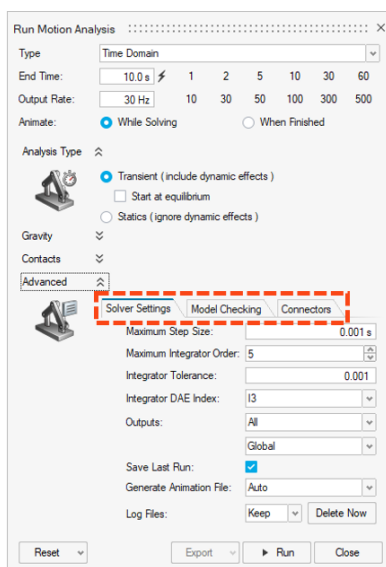 Run Motion Analysis
Type Time Domain
End Time: 10.0 s 1 2 5 10 30 60
Output Rate: 30 Hz 10 30 50 100 300 500
Animate: While Solving When Finished
Analysis Type
Transient ( include dynamic effects )
Start at equilibrium
Statics ( ignore dynamic effects )
Gravity
Contacts
Advanced
Solver Settings Model Checking Connectors
Maximum Step Size: 0.001 s
Maximum Integrator Order: 5
Integrator Tolerance: 0.001
Integrator DAE Index: I3
Outputs: All
Global
Save Last Run:
Generate Animation File: Auto
Log Files: Keep Delete Now
Reset Export Run Close